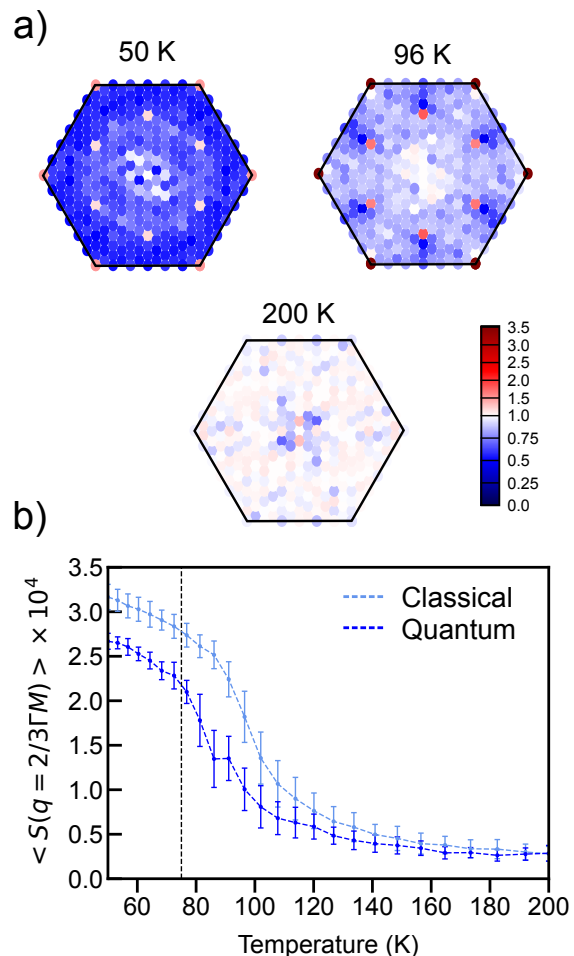 a)
50 K
96 K
200 K
3.5
3.0
2.5
2.0
1.5
1.0
0.75
0.5
0.25
0.0
b)
3.5
3.0
2.5
2.0
1.5
1.0
0.5
0.0
< S(q = 2/3ΓM) > × 10⁴
Classical
Quantum
60 80 100 120 140 160 180 200
Temperature (K)